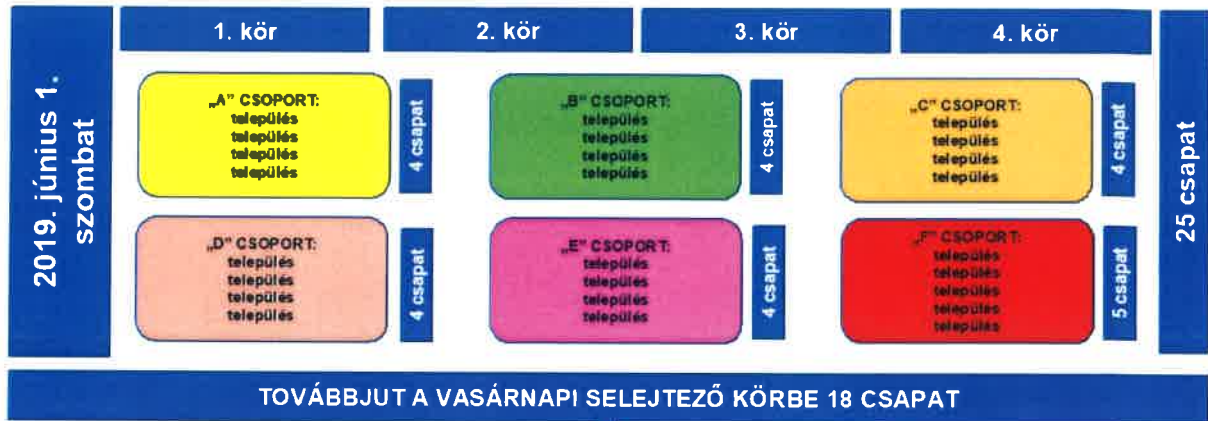 2019. június 1.
szombat
1. kör
2. kör
3. kör
4. kör
„A” CSOPORT:
település
település
település
település
4 csapat
„B” CSOPORT:
település
település
település
település
4 csapat
„C” CSOPORT:
település
település
település
település
4 csapat
„D” CSOPORT:
település
település
település
település
4 csapat
„E” CSOPORT:
település
település
település
település
4 csapat
„F” CSOPORT:
település
település
település
település
település
5 csapat
25 csapat
TOVÁBBJUT A VASÁRNAPI SELEJTEZŐ KÖRBE 18 CSAPAT